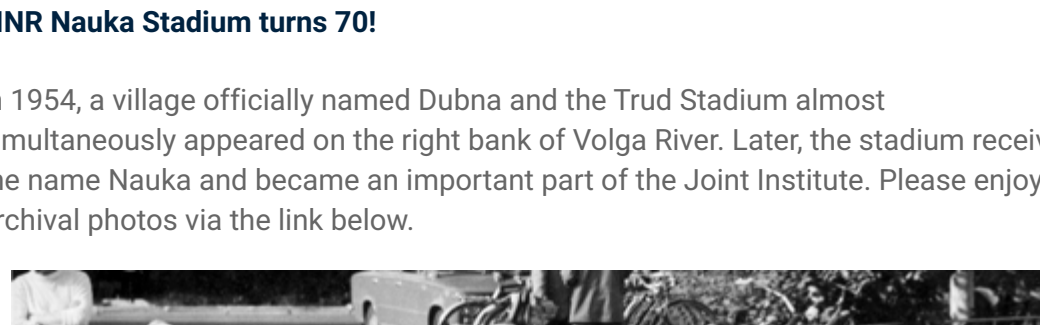 INR Nauka Stadium turns 70!
1954, a village officially named Dubna and the Trud Stadium almost
multaneously appeared on the right bank of Volga River. Later, the stadium receiv
name Nauka and became an important part of the Joint Institute. Please enjoy
rchival photos via the link below.